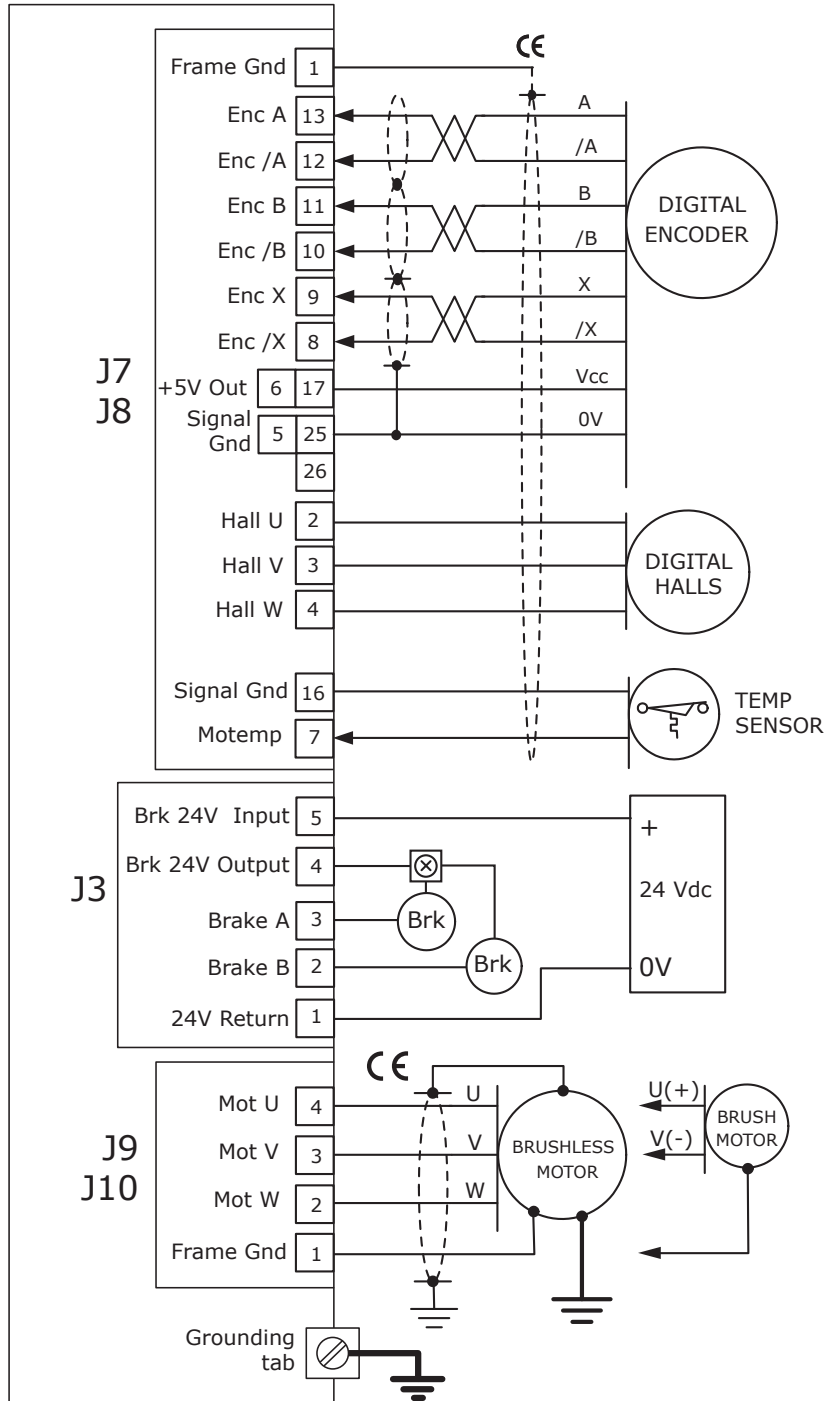 CE
Frame Gnd 1
Enc A 13 A
Enc /A 12 /A
Enc B 11 B
DIGITAL
ENCODER
Enc /B 10 /B
Enc X 9 X
Enc /X 8 /X
J7
J8
+5V Out 6 17 Vcc
Signal
Gnd 5 25 0V
26
Hall U 2
Hall V 3
Hall W 4
DIGITAL
HALLS
Signal Gnd 16
Motemp 7
TEMP
SENSOR
J3
Brk 24V Input 5 +
Brk 24V Output 4
24 Vdc
Brake A 3 Brk
Brake B 2 Brk 0V
24V Return 1
CE
J9
J10
Mot U 4 U
Mot V 3 V
Mot W 2 W
Frame Gnd 1
BRUSHLESS
MOTOR
U(+)
V(-)
BRUSH
MOTOR
Grounding
tab